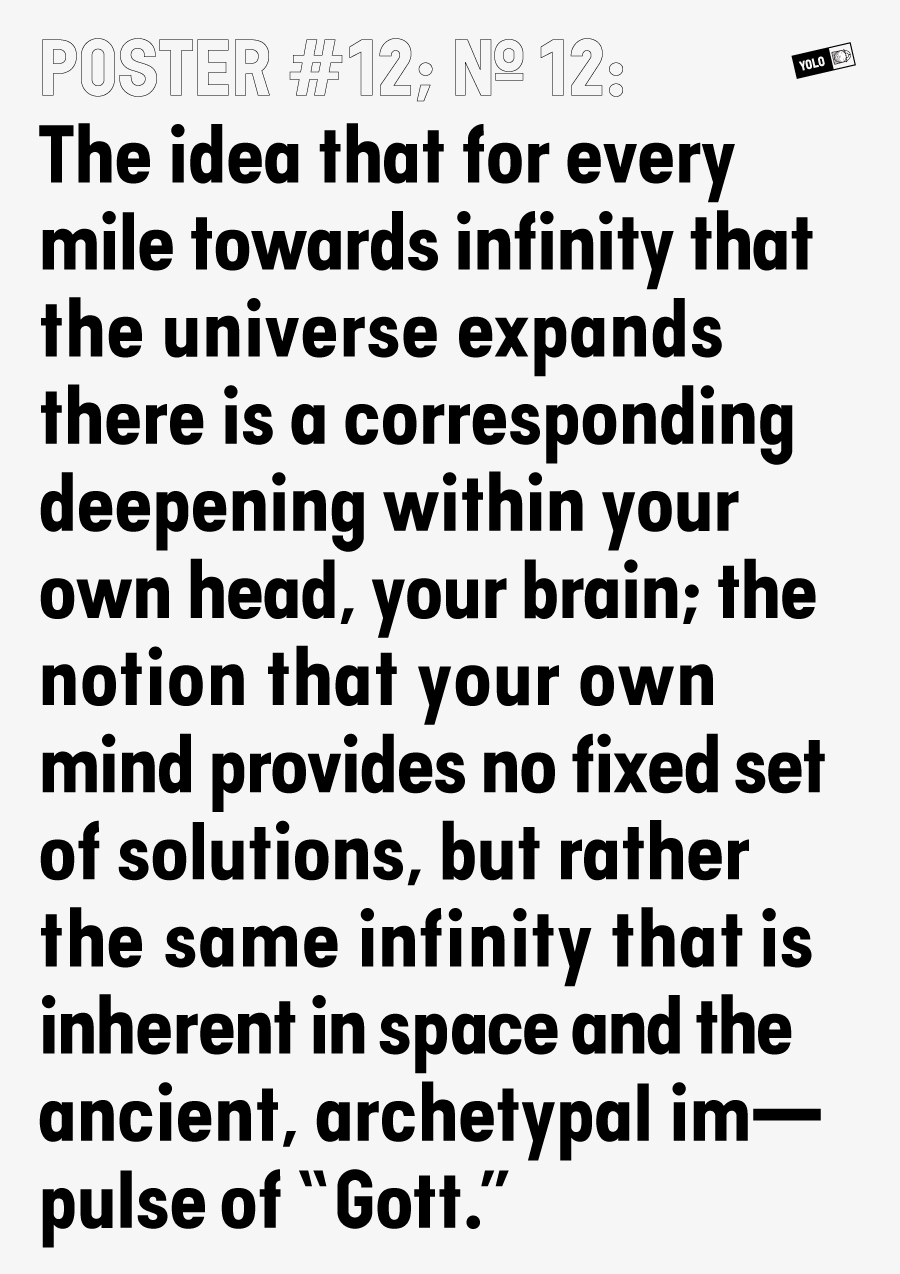 POSTER #12; Nº 12:
YOLO
The idea that for every
mile towards infinity that
the universe expands
there is a corresponding
deepening within your
own head, your brain; the
notion that your own
mind provides no fixed set
of solutions, but rather
the same infinity that is
inherent in space and the
ancient, archetypal im—
pulse of “Gott.”